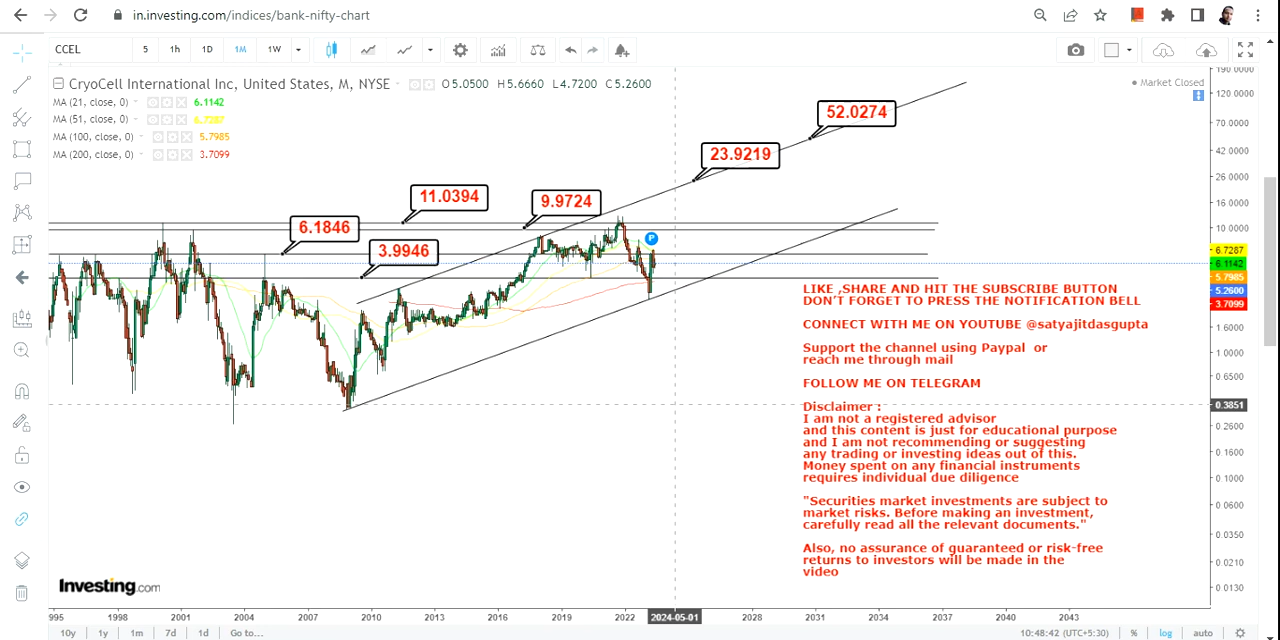 in.investing.com/indices/bank-nifty-chart
CCEL 5 1h 1D 1M 1W
CryoCell International Inc, United States, M, NYSE O5.0500 H5.6660 L4.7200 C5.2600
Market Closed
MA (21, close, 0) 6.1142
MA (51, close, 0) 6.7287
MA (100, close, 0) 5.7985
MA (200, close, 0) 3.7099
52.0274
23.9219
11.0394
9.9724
6.1846
3.9946
P
190.0000
120.0000
70.0000
42.0000
26.0000
16.0000
6.7287
6.1142
5.7985
5.2600
3.7099
1.6000
1.0000
0.6500
0.3851
0.2600
0.1600
0.1000
0.0600
0.0350
0.0210
0.0130
LIKE ,SHARE AND HIT THE SUBSCRIBE BUTTON
DON'T FORGET TO PRESS THE NOTIFICATION BELL
CONNECT WITH ME ON YOUTUBE @satyajitdasgupta
Support the channel using Paypal or
reach me through mail
FOLLOW ME ON TELEGRAM
Disclaimer :
I am not a registered advisor
and this content is just for educational purpose
and I am not recommending or suggesting
any trading or investing ideas out of this.
Money spent on any financial instruments
requires individual due diligence
"Securities market investments are subject to
market risks. Before making an investment,
carefully read all the relevant documents."
Also, no assurance of guaranteed or risk-free
returns to investors will be made in the
video
Investing.com
1998 2001 2004 2007 2010 2013 2016 2019 2022 2024-05-01 2028 2031 2034 2037 2040 2043
10y 1y 1m 7d 1d Go to... 10:48:42 (UTC+5:30) % log auto